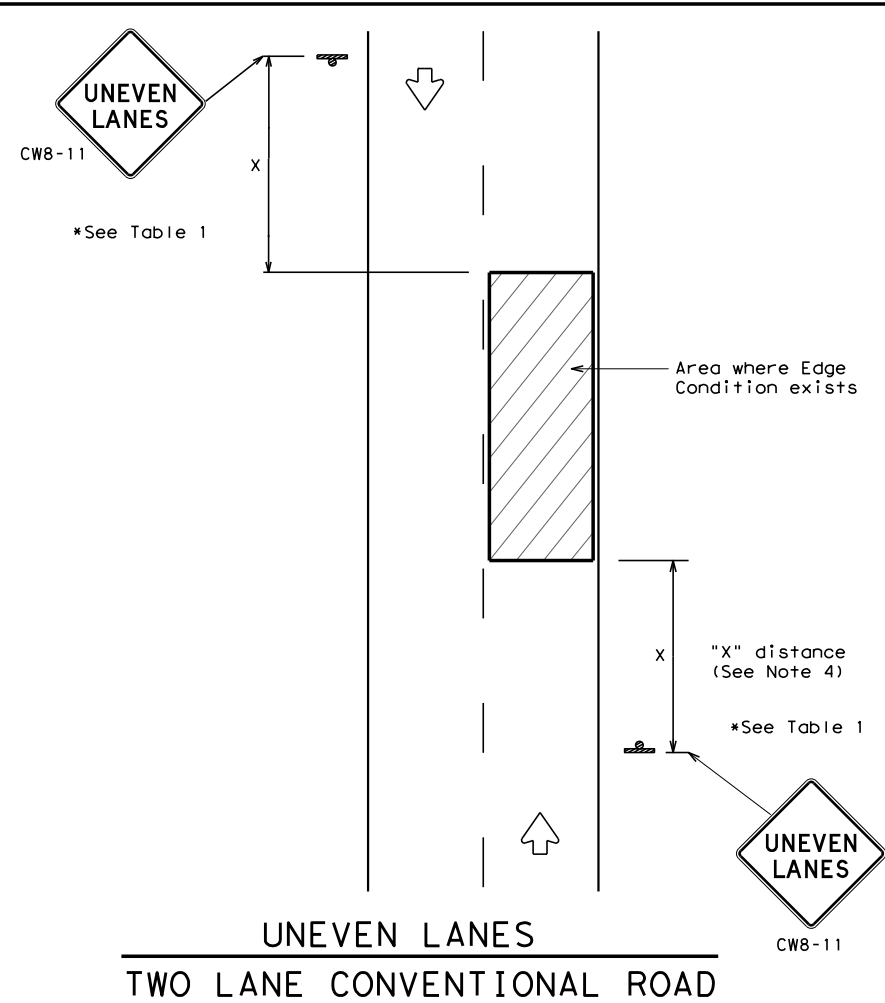 UNEVEN
LANES
CW8-11
X
*See Table 1
Area where Edge
Condition exists
X
"X" distance
(See Note 4)
*See Table 1
UNEVEN
LANES
CW8-11
UNEVEN LANES
TWO LANE CONVENTIONAL ROAD